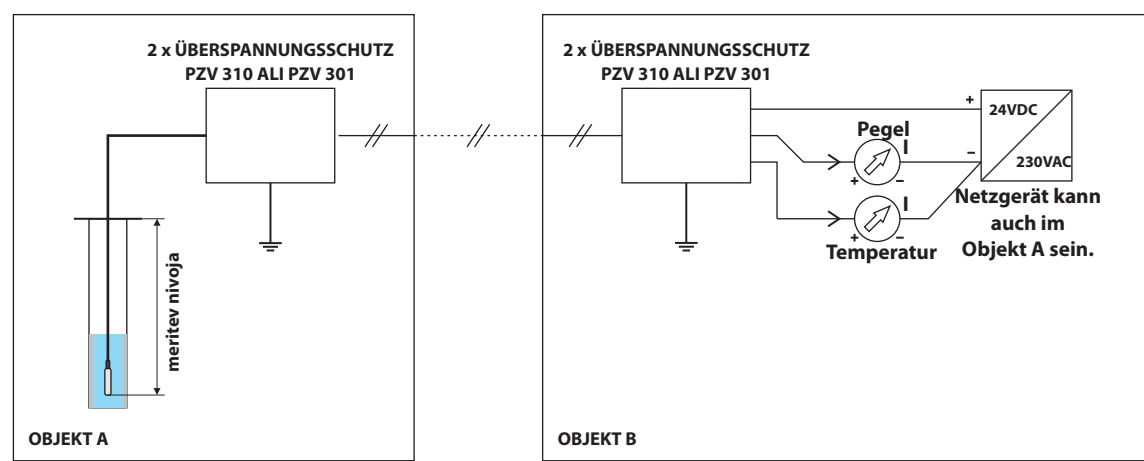 2 x ÜBERSPANNUNGSSCHUTZ
PZV 310 ALI PZV 301
meritev nivoja
OBJEKT A
2 x ÜBERSPANNUNGSSCHUTZ
PZV 310 ALI PZV 301
+
24VDC
Pegel
I
–
230VAC
+
–
Netzgerät kann
auch im
Objekt A sein.
I
+
–
Temperatur
OBJEKT B